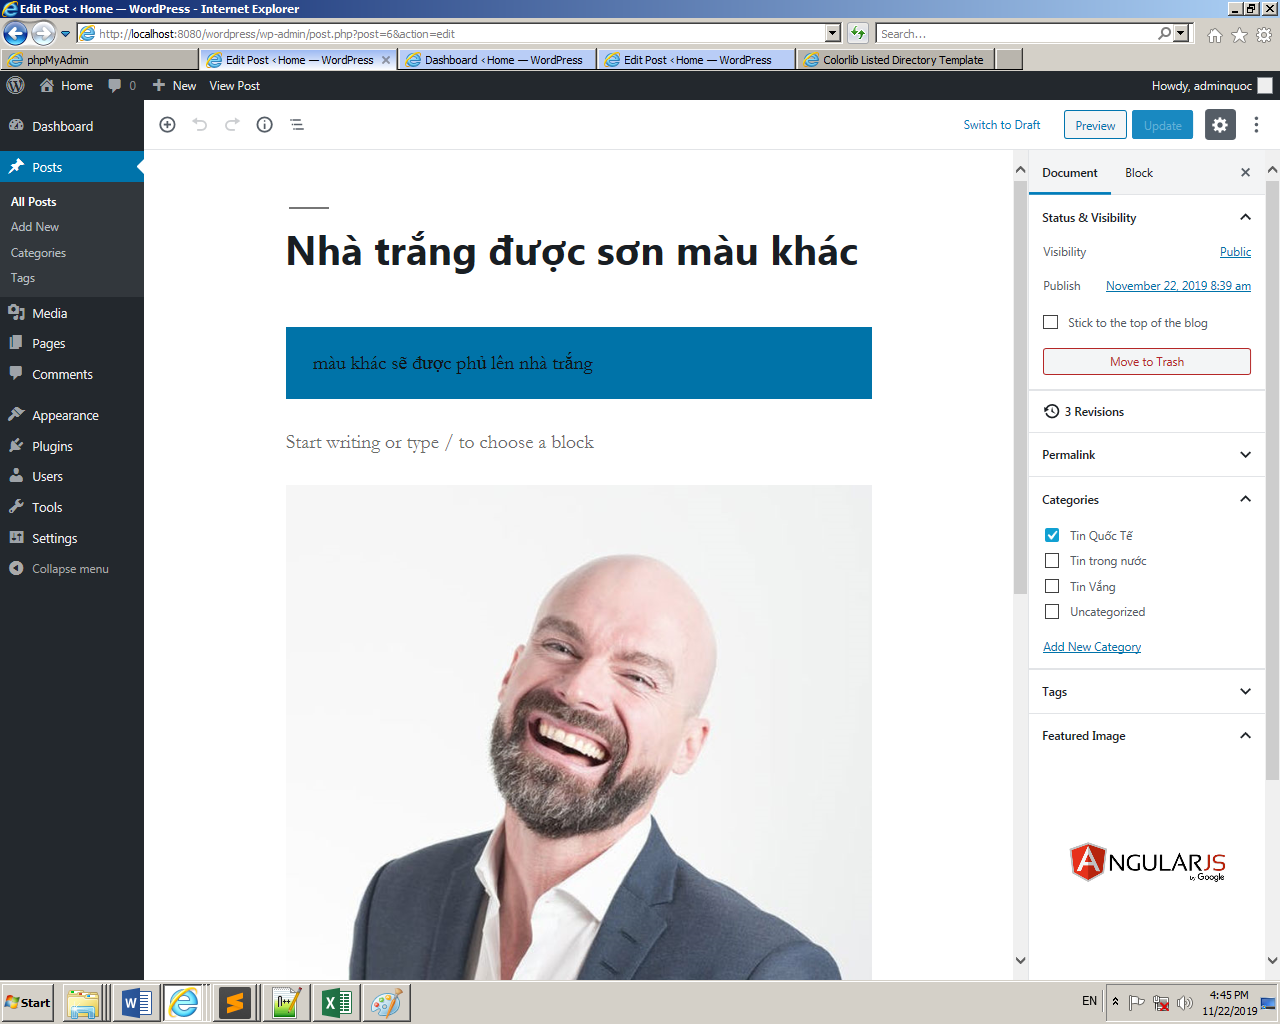 Edit Post ‹ Home — WordPress - Internet Explorer
http://localhost:8080/wordpress/wp-admin/post.php?post=6&action=edit
Search...
phpMyAdmin
Edit Post ‹ Home — WordPress
Dashboard ‹ Home — WordPress
Edit Post ‹ Home — WordPress
Colorlib Listed Directory Template
Home
0
New
View Post
Howdy, adminquoc
Dashboard
Posts
All Posts
Add New
Categories
Tags
Media
Pages
Comments
Appearance
Plugins
Users
Tools
Settings
Collapse menu
Switch to Draft
Preview
Update
Nhà trắng được sơn màu khác
màu khác sẽ được phủ lên nhà trắng
Start writing or type / to choose a block
Document
Block
Status & Visibility
Visibility
Public
Publish
November 22, 2019 8:39 am
Stick to the top of the blog
Move to Trash
3 Revisions
Permalink
Categories
Tin Quốc Tế
Tin trong nước
Tin Vắng
Uncategorized
Add New Category
Tags
Featured Image
ANGULARJS
by Google
Start
EN
4:45 PM
11/22/2019